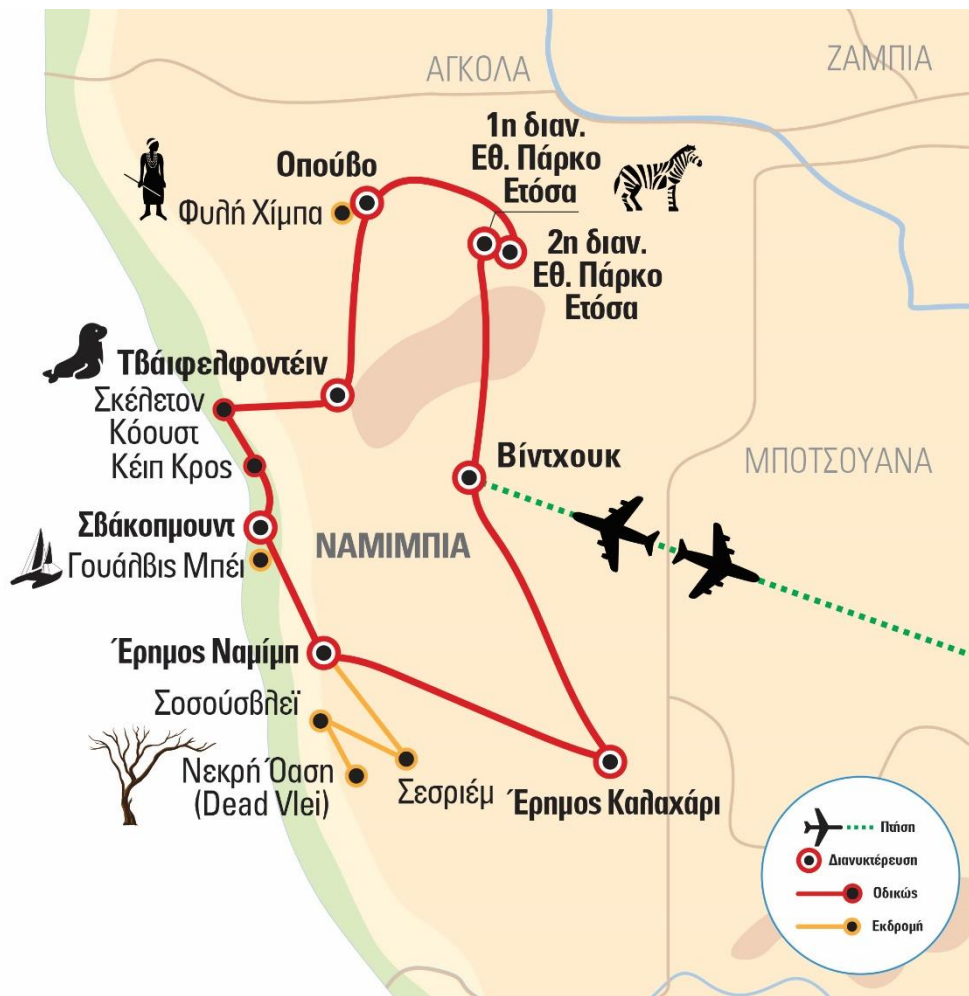 ΑΓΚΟΛΑ
ΖΑΜΠΙΑ
1η διαν.
Εθ. Πάρκο
Ετόσα
Οπούβο
Φυλή Χίμπα
2η διαν.
Εθ. Πάρκο
Ετόσα
Τβάιφελφοντέιν
Σκέλετον
Κόουστ
Κέιπ Κρος
Βίντχουκ
ΜΠΟΤΣΟΥΑΝΑ
Σβάκοπμουντ
ΝΑΜΙΜΠΙΑ
Γουάλβις Μπέι
Έρημος Ναμίμπ
Σοσούσβλεϊ
Νεκρή Όαση
(Dead Vlei)
Σεσριέμ
Έρημος Καλαχάρι
Πτήση
Διανυκτέρευση
Οδικώς
Εκδρομή